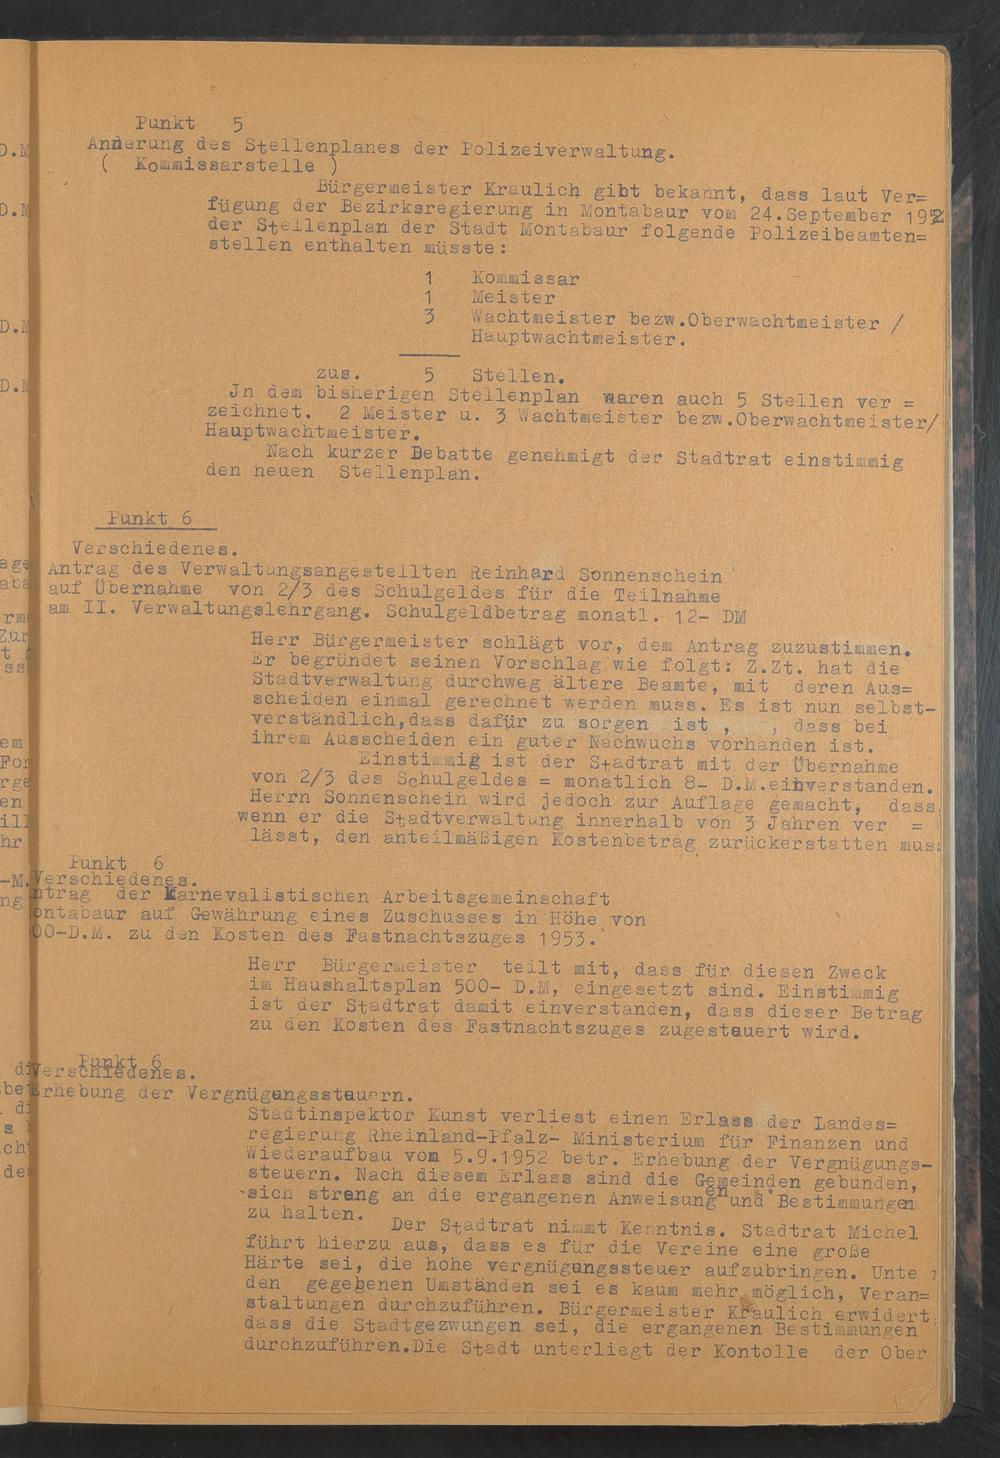 Punkt 5
Anderung des Stellenplanes der Polizeiverwaltung.
( Kommissarstelle )
Bürgermeister Kraulich gibt bekannt, dass laut Ver=
fügung der Bezirksregierung in Montabaur vom 24.September 1952
der Stellenplan der Stadt Montabaur folgende Polizeibeamten=
stellen enthalten müsste:
1 Kommissar
1 Meister
3 Wachtmeister bezw.Oberwachtmeister /
Hauptwachtmeister.
zus. 5 Stellen.
Jn dem bisherigen Stellenplan waren auch 5 Stellen ver =
zeichnet. 2 Meister u. 3 Wachtmeister bezw.Oberwachtmeister/
Hauptwachtmeister.
Nach kurzer Debatte genehmigt der Stadtrat einstimmig
den neuen Stellenplan.
Punkt 6
Verschiedenes.
Antrag des Verwaltungsangestellten Reinhard Sonnenschein
auf Übernahme von 2/3 des Schulgeldes für die Teilnahme
am II. Verwaltungslehrgang. Schulgeldbetrag monatl. 12- DM
Herr Bürgermeister schlägt vor, dem Antrag zuzustimmen.
Er begründet seinen Vorschlag wie folgt: Z.Zt. hat die
Stadtverwaltung durchweg ältere Beamte, mit deren Aus=
scheiden einmal gerechnet werden muss. Es ist nun selbst-
verständlich,dass dafür zu sorgen ist , , dass bei
ihrem Ausscheiden ein guter Nachwuchs vorhanden ist.
Einstimmig ist der Stadtrat mit der Übernahme
von 2/3 des Schulgeldes = monatlich 8- D.M.einverstanden.
Herrn Sonnenschein wird jedoch zur Auflage gemacht, dass
wenn er die Stadtverwaltung innerhalb von 3 Jahren ver =
lässt, den anteilmäßigen Kostenbetrag zurückerstatten mus
Punkt 6
Verschiedenes.
ntrag der Karnevalistischen Arbeitsgemeinschaft
ontabaur auf Gewährung eines Zuschusses in Höhe von
00-D.M. zu den Kosten des Fastnachtszuges 1953.
Herr Bürgermeister teilt mit, dass für diesen Zweck
im Haushaltsplan 500- D.M, eingesetzt sind. Einstimmig
ist der Stadtrat damit einverstanden, dass dieser Betrag
zu den Kosten des Fastnachtszuges zugesteuert wird.
Punkt 6
Verschiedenes.
Erhebung der Vergnügungssteuern.
Stadtinspektor Kunst verliest einen Erlass der Landes=
regierung Rheinland-Pfalz- Ministerium für Finanzen und
Wiederaufbau vom 5.9.1952 betr. Erhebung der Vergnügungs-
steuern. Nach diesem Erlass sind die Gemeinden gebunden,
sich streng an die ergangenen Anweisungen und Bestimmungen
zu halten.
Der Stadtrat nimmt Kenntnis. Stadtrat Michel
führt hierzu aus, dass es für die Vereine eine große
Härte sei, die hohe vergnügungssteuer aufzubringen. Unte
den gegebenen Umständen sei es kaum mehr möglich, Veran=
staltungen durchzuführen. Bürgermeister Kraulich erwidert
dass die Stadtgezwungen sei, die ergangenen Bestimmungen
durchzuführen.Die Stadt unterliegt der Kontolle der Ober